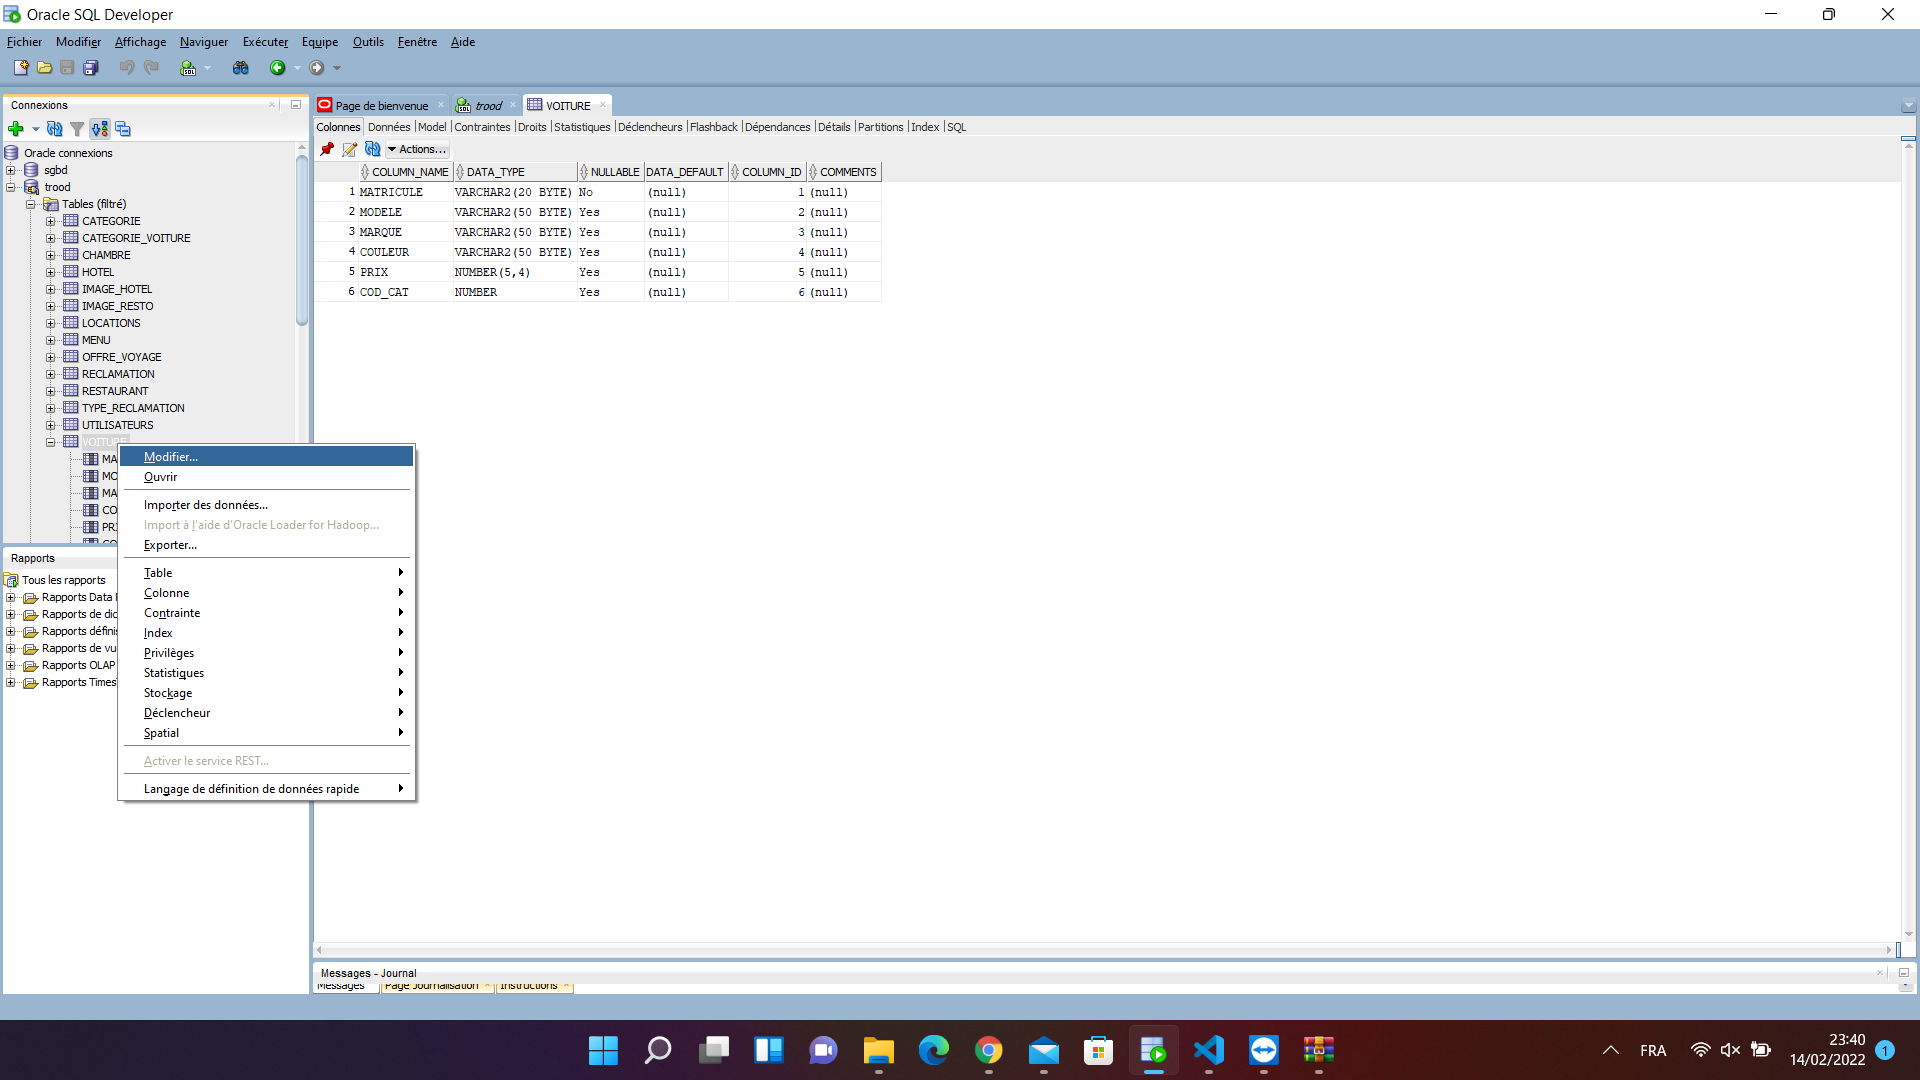 Oracle SQL Developer
Fichier Modifier Affichage Naviguer Exécuter Equipe Outils Fenêtre Aide
Connexions
Oracle connexions
sgbd
trood
Tables (filtré)
CATEGORIE
CATEGORIE_VOITURE
CHAMBRE
HOTEL
IMAGE_HOTEL
IMAGE_RESTO
LOCATIONS
MENU
OFFRE_VOYAGE
RECLAMATION
RESTAURANT
TYPE_RECLAMATION
UTILISATEURS
VOITURE
MA
MO
MA
CO
PRI
CO
Modifier...
Ouvrir
Importer des données...
Import à l'aide d'Oracle Loader for Hadoop...
Exporter...
Table
Colonne
Contrainte
Index
Privilèges
Statistiques
Stockage
Déclencheur
Spatial
Activer le service REST...
Langage de définition de données rapide
Rapports
Tous les rapports
Rapports Data
Rapports de dic
Rapports définis
Rapports de vu
Rapports OLAP
Rapports Times
Page de bienvenue trood VOITURE
Colonnes Données Model Contraintes Droits Statistiques Déclencheurs Flashback Dépendances Détails Partitions Index SQL
Actions...
COLUMN_NAME DATA_TYPE NULLABLE DATA_DEFAULT COLUMN_ID COMMENTS
1 MATRICULE VARCHAR2(20 BYTE) No (null) 1 (null)
2 MODELE VARCHAR2(50 BYTE) Yes (null) 2 (null)
3 MARQUE VARCHAR2(50 BYTE) Yes (null) 3 (null)
4 COULEUR VARCHAR2(50 BYTE) Yes (null) 4 (null)
5 PRIX NUMBER(5,4) Yes (null) 5 (null)
6 COD_CAT NUMBER Yes (null) 6 (null)
Messages - Journal
Messages Page Journalisation Instructions
FRA
23:40
14/02/2022
1